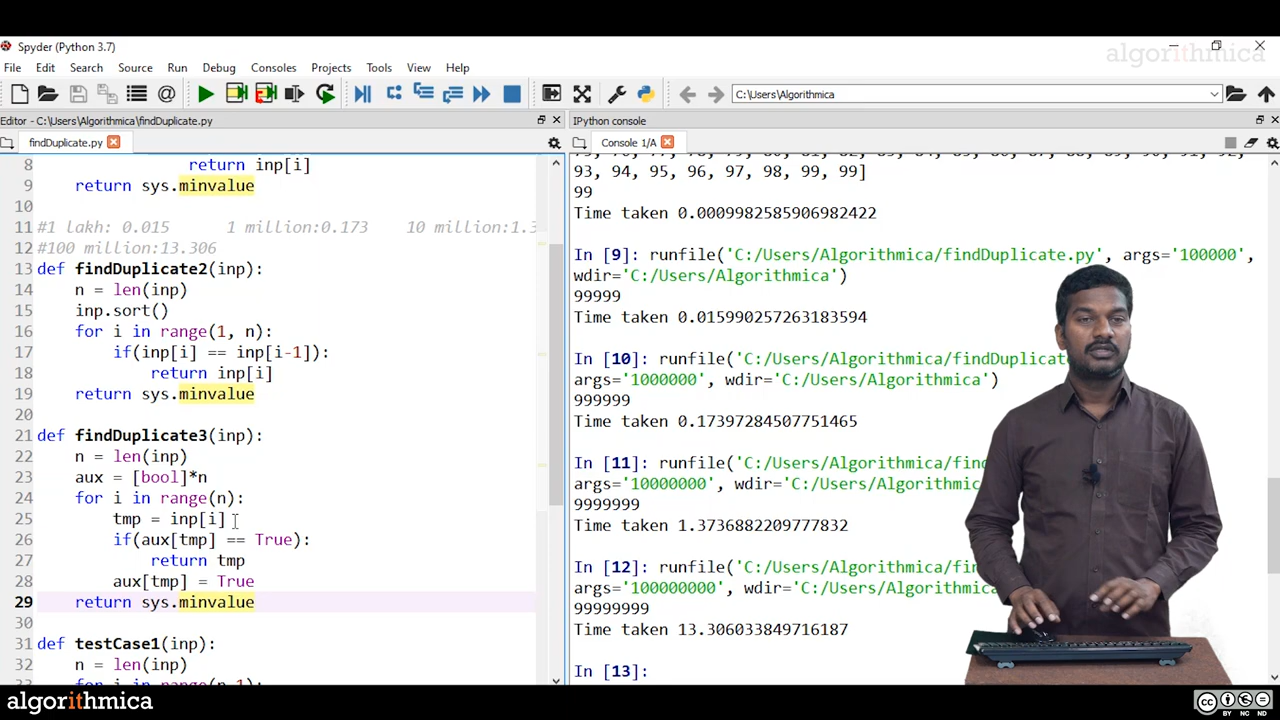 Spyder (Python 3.7)
algorithmica
File Edit Search Source Run Debug Consoles Projects Tools View Help
C:\Users\Algorithmica
Editor - C:\Users\Algorithmica\findDuplicate.py
IPython console
findDuplicate.py
Console 1/A
8 return inp[i]
9 return sys.minvalue
10
11 #1 lakh: 0.015 1 million:0.173 10 million:1.3
12 #100 million:13.306
13 def findDuplicate2(inp):
14 n = len(inp)
15 inp.sort()
16 for i in range(1, n):
17 if(inp[i] == inp[i-1]):
18 return inp[i]
19 return sys.minvalue
20
21 def findDuplicate3(inp):
22 n = len(inp)
23 aux = [bool]*n
24 for i in range(n):
25 tmp = inp[i]
26 if(aux[tmp] == True):
27 return tmp
28 aux[tmp] = True
29 return sys.minvalue
30
31 def testCase1(inp):
32 n = len(inp)
93, 94, 95, 96, 97, 98, 99, 99]
99
Time taken 0.0009982585906982422
In [9]: runfile('C:/Users/Algorithmica/findDuplicate.py', args='100000',
wdir='C:/Users/Algorithmica')
99999
Time taken 0.015990257263183594
In [10]: runfile('C:/Users/Algorithmica/findDuplicate
args='1000000', wdir='C:/Users/Algorithmica')
999999
Time taken 0.17397284507751465
In [11]: runfile('C:/Users/Algorithmica/fin
args='10000000', wdir='C:/Users/Algorithmic
9999999
Time taken 1.3736882209777832
In [12]: runfile('C:/Users/Algorithmica/fin
args='100000000', wdir='C:/Users/Algorithmi
99999999
Time taken 13.306033849716187
In [13]:
algorithmica
CC BY NC ND